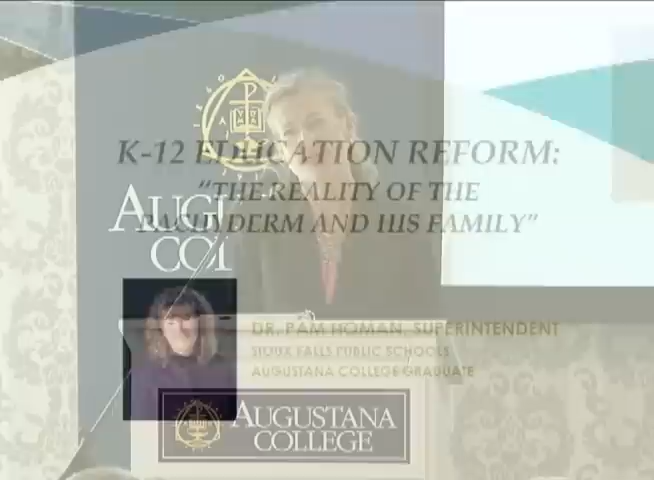 K-12 EDUCATION REFORM:
"THE REALITY OF THE
PACHYDERM AND HIS FAMILY"
AUGU
COL
DR. PAM HOMAN, SUPERINTENDENT
SIOUX FALLS PUBLIC SCHOOLS
AUGUSTANA COLLEGE GRADUATE
AUGUSTANA
COLLEGE